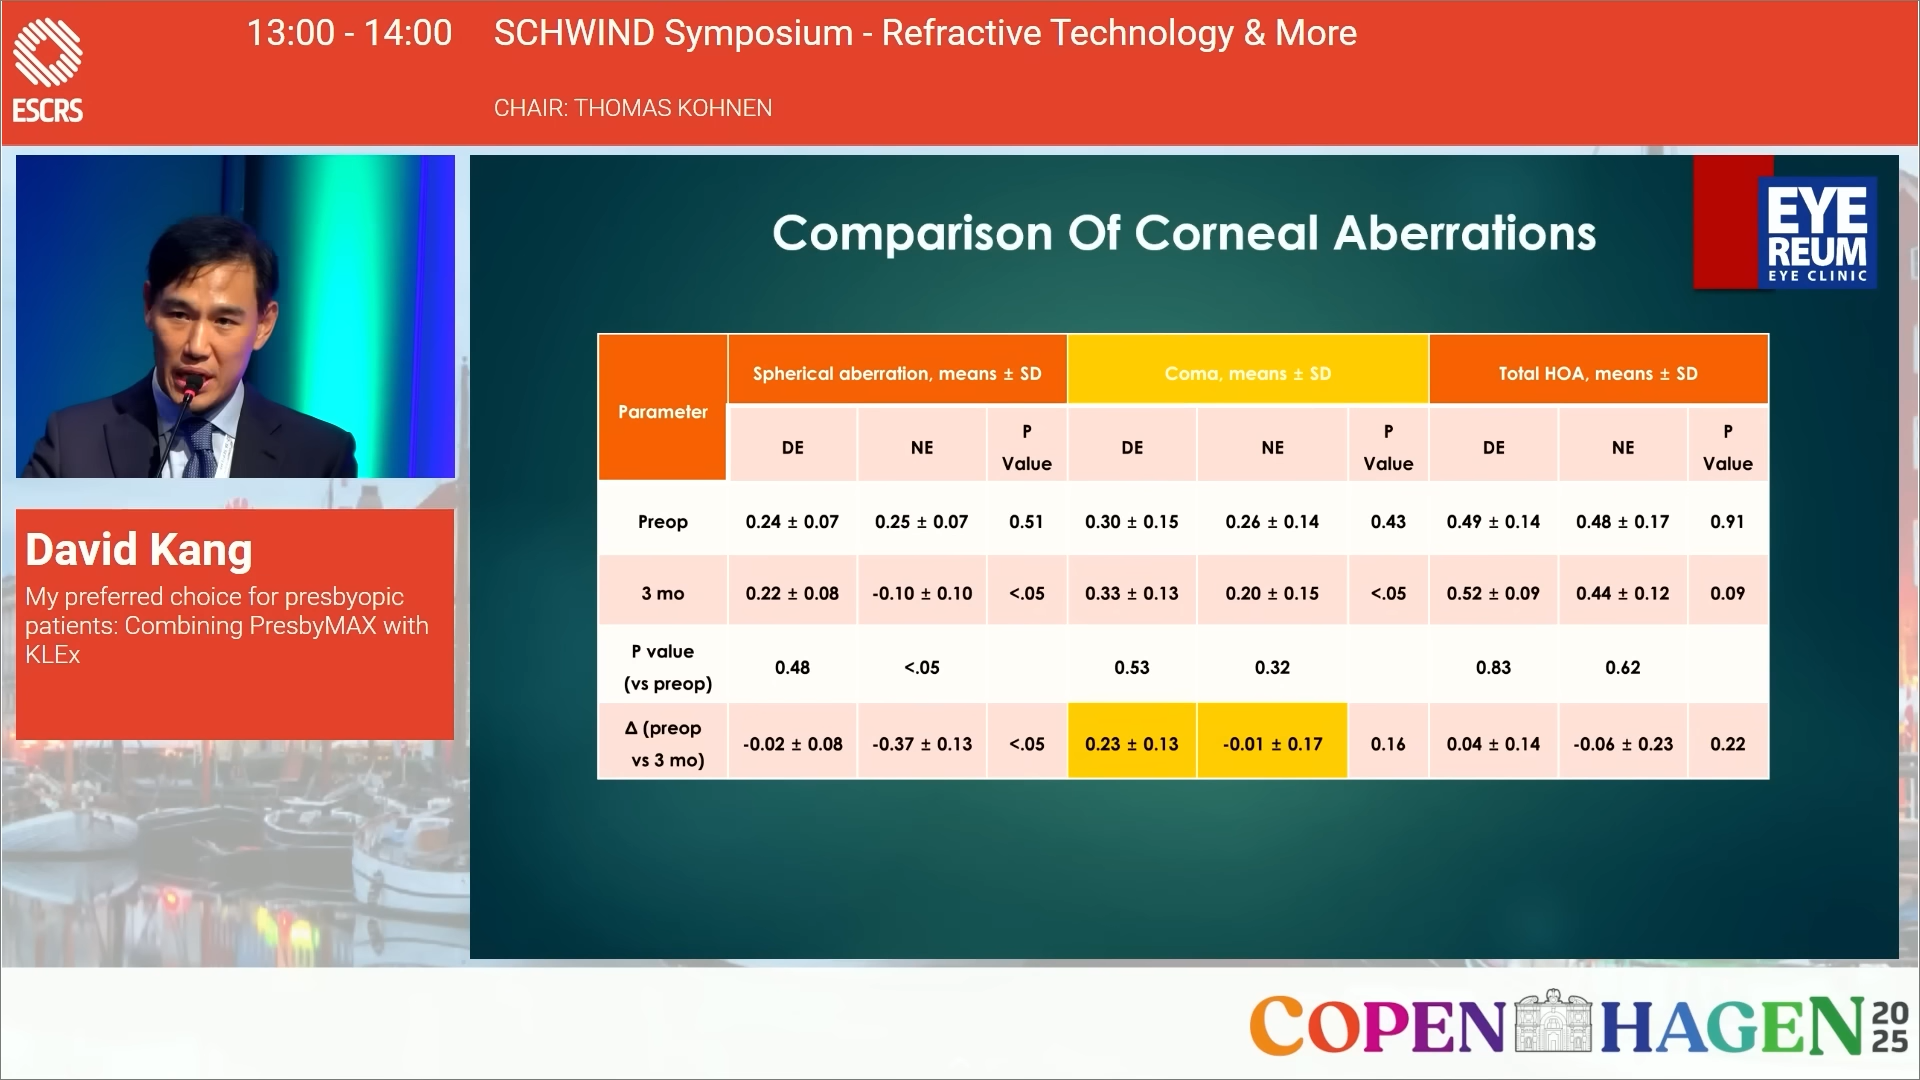 13:00 - 14:00 SCHWIND Symposium - Refractive Technology & More
ESCRS
CHAIR: THOMAS KOHNEN
David Kang
My preferred choice for presbyopic
patients: Combining PresbyMAX with
KLEx
Comparison Of Corneal Aberrations
EYE
REUM
EYE CLINIC
Parameter Spherical aberration, means ± SD Coma, means ± SD Total HOA, means ± SD
DE NE P Value DE NE P Value DE NE P Value
Preop 0.24 ± 0.07 0.25 ± 0.07 0.51 0.30 ± 0.15 0.26 ± 0.14 0.43 0.49 ± 0.14 0.48 ± 0.17 0.91
3 mo 0.22 ± 0.08 -0.10 ± 0.10 <.05 0.33 ± 0.13 0.20 ± 0.15 <.05 0.52 ± 0.09 0.44 ± 0.12 0.09
P value (vs preop) 0.48 <.05 0.53 0.32 0.83 0.62
Δ (preop vs 3 mo) -0.02 ± 0.08 -0.37 ± 0.13 <.05 0.23 ± 0.13 -0.01 ± 0.17 0.16 0.04 ± 0.14 -0.06 ± 0.23 0.22
COPENHAGEN 2025